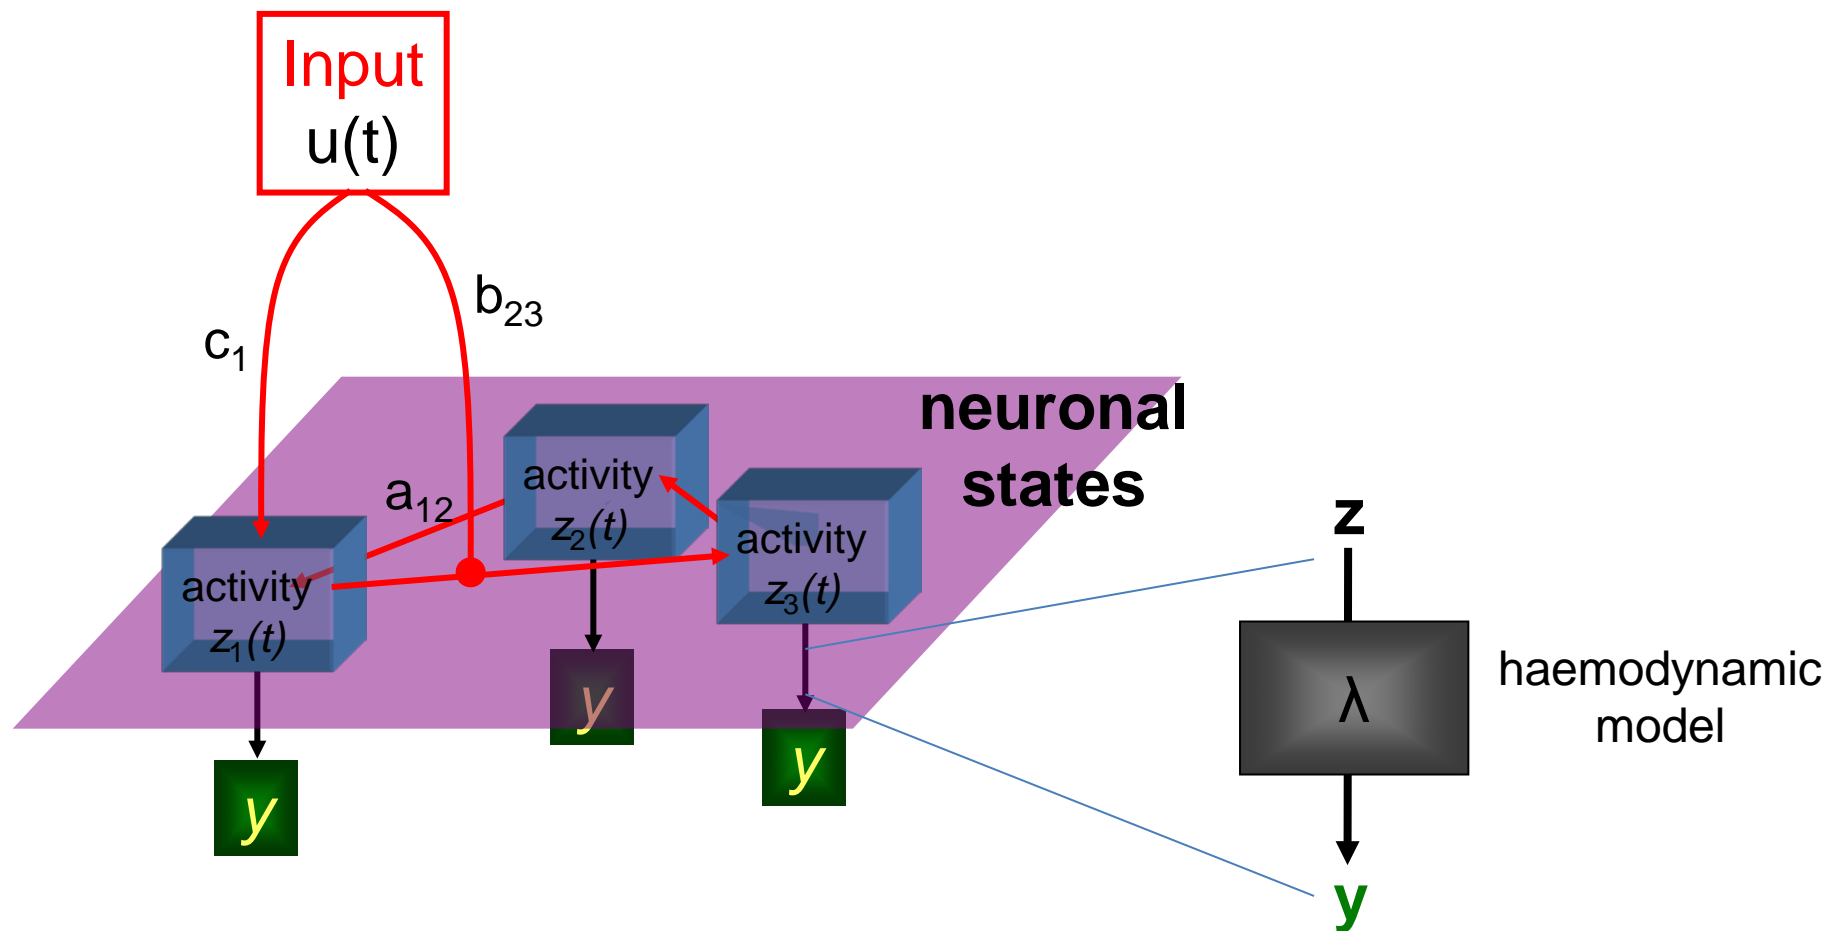 Input
u(t)
b₂₃
c₁
neuronal
states
a₁₂
activity
z₂(t)
activity
z₃(t)
activity
z₁(t)
z
λ
haemodynamic
model
y
y
y
y